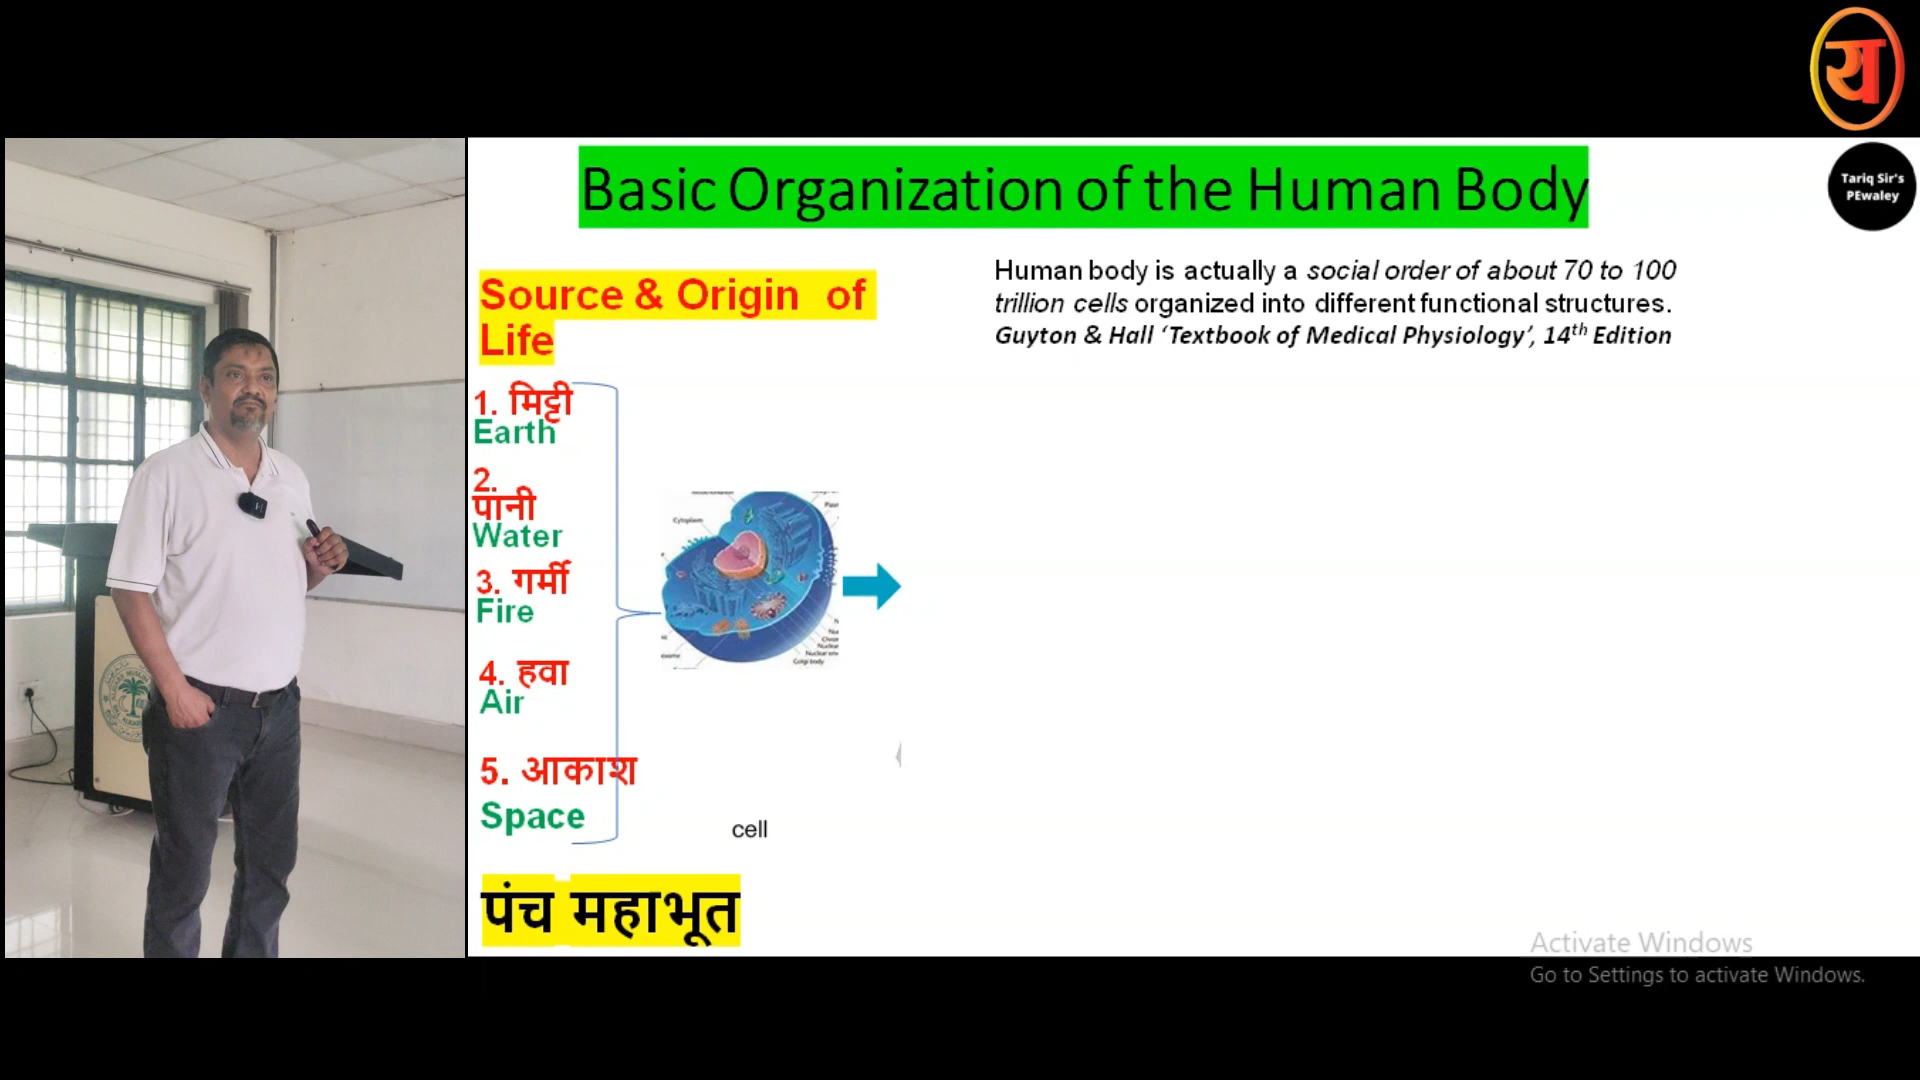 य
Tariq Sir's
PEwaley
Basic Organization of the Human Body
Human body is actually a social order of about 70 to 100
trillion cells organized into different functional structures.
Guyton & Hall ‘Textbook of Medical Physiology’, 14th Edition
Source & Origin of
Life
1. मिट्टी
Earth
2.
पानी
Water
3. गर्मी
Fire
4. हवा
Air
5. आकाश
Space
Cytoplasm
Golgi body
cell
पंच महाभूत
Activate Windows
Go to Settings to activate Windows.